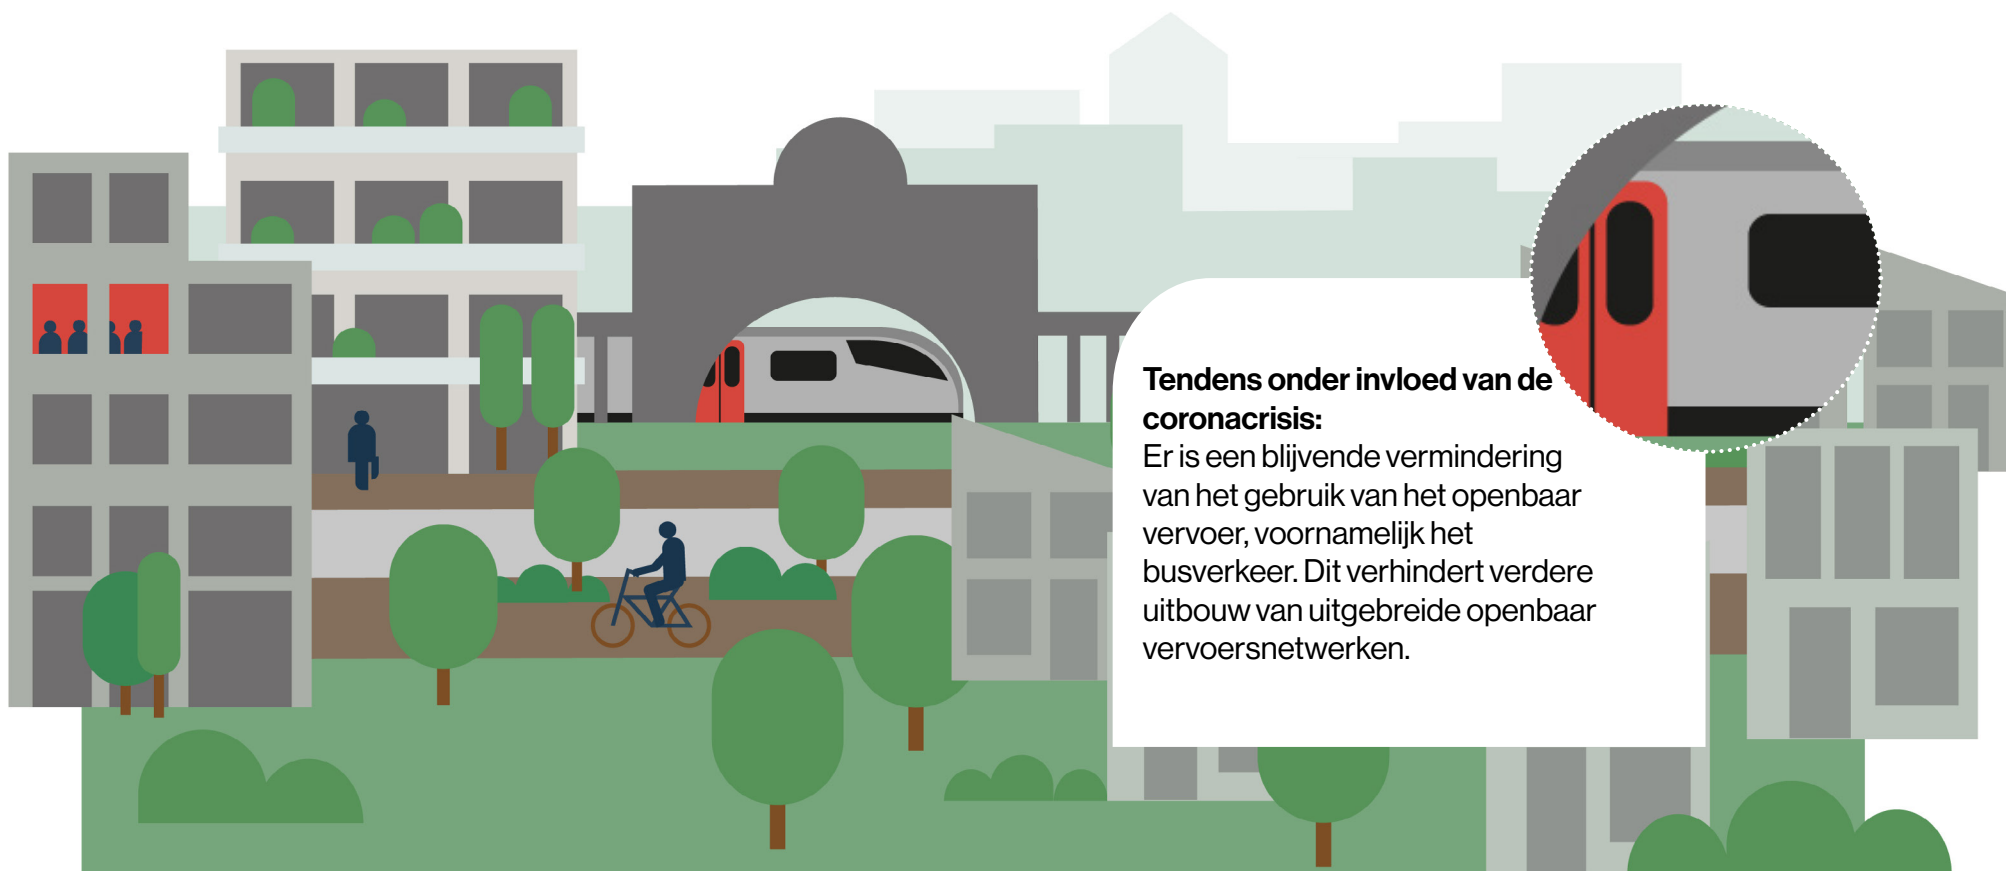 Tendens onder invloed van de
coronacrisis:
Er is een blijvende vermindering
van het gebruik van het openbaar
vervoer, voornamelijk het
busverkeer. Dit verhindert verdere
uitbouw van uitgebreide openbaar
vervoersnetwerken.